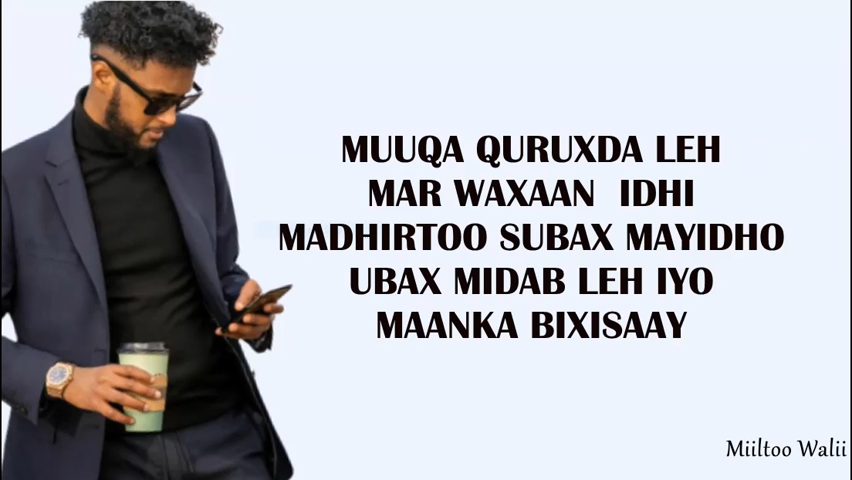 MUUQA QURUXDA LEH
MAR WAXAAN IDHI
MADHIRTOO SUBAX MAYIDHO
UBAX MIDAB LEH IYO
MAANKA BIXISAAY
Miiltoo Walii